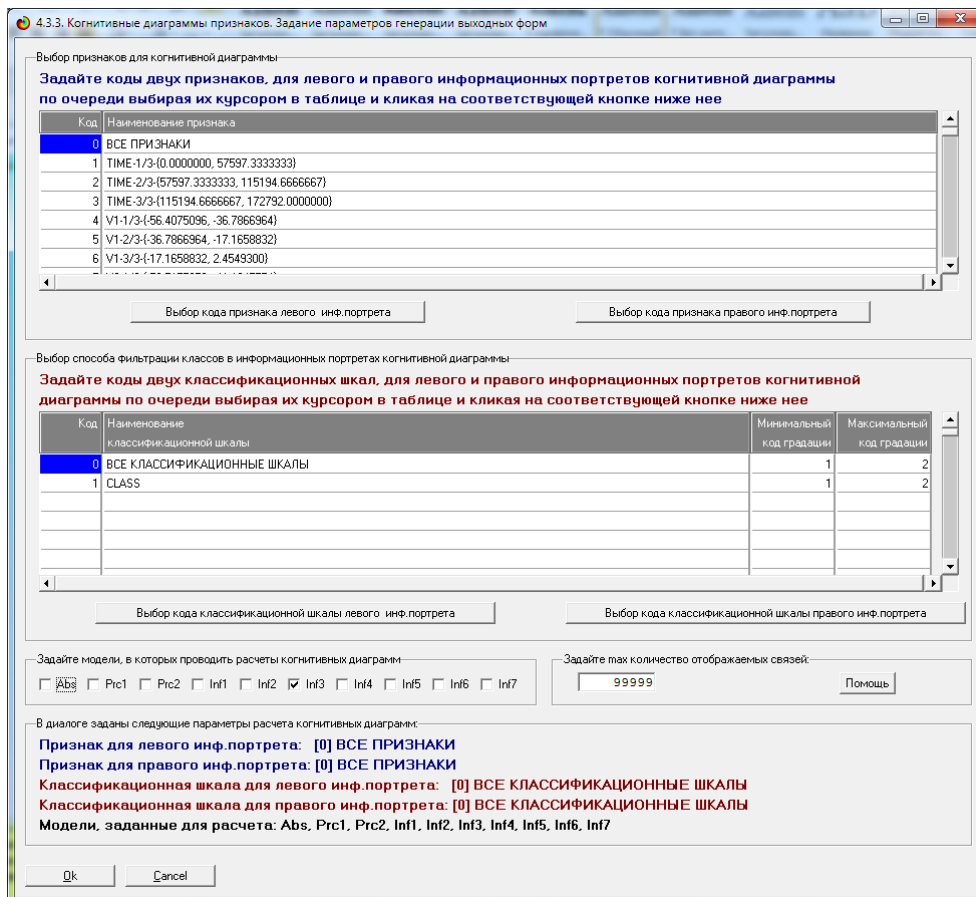 4.3.3. Когнитивные диаграммы признаков. Задание параметров генерации выходных форм
Выбор признаков для когнитивной диаграммы
Задайте коды двух признаков, для левого и правого информационных портретов когнитивной диаграммы
по очереди выбирая их курсором в таблице и кликая на соответствующей кнопке ниже нее
Код Наименование признака
0 ВСЕ ПРИЗНАКИ
1 TIME-1/3-{0.0000000, 57597.3333333}
2 TIME-2/3-{57597.3333333, 115194.6666667}
3 TIME-3/3-{115194.6666667, 172792.0000000}
4 V1-1/3-{-56.4075096, -36.7866964}
5 V1-2/3-{-36.7866964, -17.1658832}
6 V1-3/3-{-17.1658832, 2.4549300}
Выбор кода признака левого инф.портрета
Выбор кода признака правого инф.портрета
Выбор способа фильтрации классов в информационных портретах когнитивной диаграммы
Задайте коды двух классификационных шкал, для левого и правого информационных портретов когнитивной
диаграммы по очереди выбирая их курсором в таблице и кликая на соответствующей кнопке ниже нее
Код Наименование Минимальный Максимальный
классификационной шкалы код градации код градации
0 ВСЕ КЛАССИФИКАЦИОННЫЕ ШКАЛЫ 1 2
1 CLASS 1 2
Выбор кода классификационной шкалы левого инф.портрета
Выбор кода классификационной шкалы правого инф.портрета
Задайте модели, в которых проводить расчеты когнитивных диаграмм
Abs Prc1 Prc2 Inf1 Inf2 Inf3 Inf4 Inf5 Inf6 Inf7
Задайте max количество отображаемых связей:
99999 Помощь
В диалоге заданы следующие параметры расчета когнитивных диаграмм:
Признак для левого инф.портрета: [0] ВСЕ ПРИЗНАКИ
Признак для правого инф.портрета: [0] ВСЕ ПРИЗНАКИ
Классификационная шкала для левого инф.портрета: [0] ВСЕ КЛАССИФИКАЦИОННЫЕ ШКАЛЫ
Классификационная шкала для правого инф.портрета: [0] ВСЕ КЛАССИФИКАЦИОННЫЕ ШКАЛЫ
Модели, заданные для расчета: Abs, Prc1, Prc2, Inf1, Inf2, Inf3, Inf4, Inf5, Inf6, Inf7
Ok Cancel